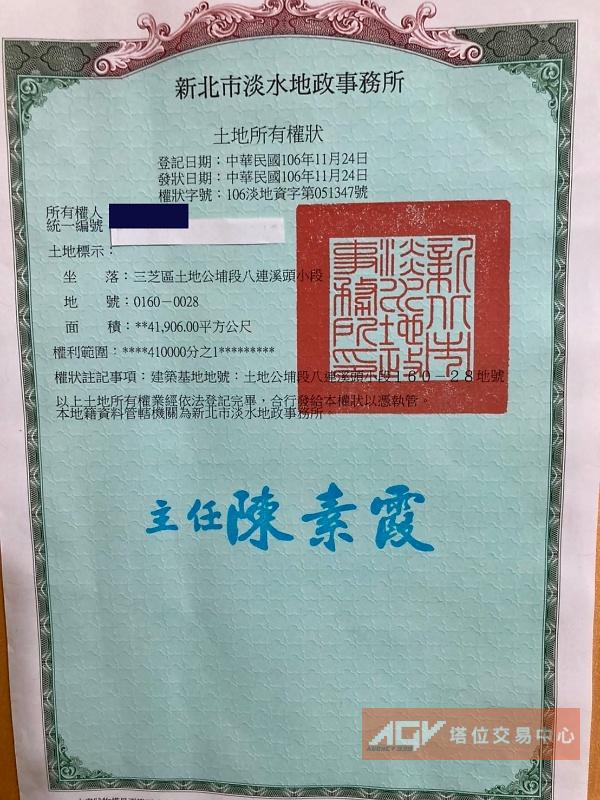 新北市淡水地政事務所
土地所有權狀
登記日期：中華民國106年11月24日
發狀日期：中華民國106年11月24日
權狀字號：106淡地資字第051347號
所有權人
統一編號
土地標示：
坐　　落：三芝區土地公埔段八連溪頭小段
地　　號：0160-0028
面　　積：**41,906.00平方公尺
權利範圍：****410000分之1*********
權狀註記事項：建築基地地號：土地公埔段八連溪頭小段１６０－２８地號
以上土地所有權業經依法登記完畢，合行發給本權狀以憑執管。
本地籍資料管轄機關為新北市淡水地政事務所。
新北市淡水地政事務所印
主任陳素霞
AGV 塔位交易中心